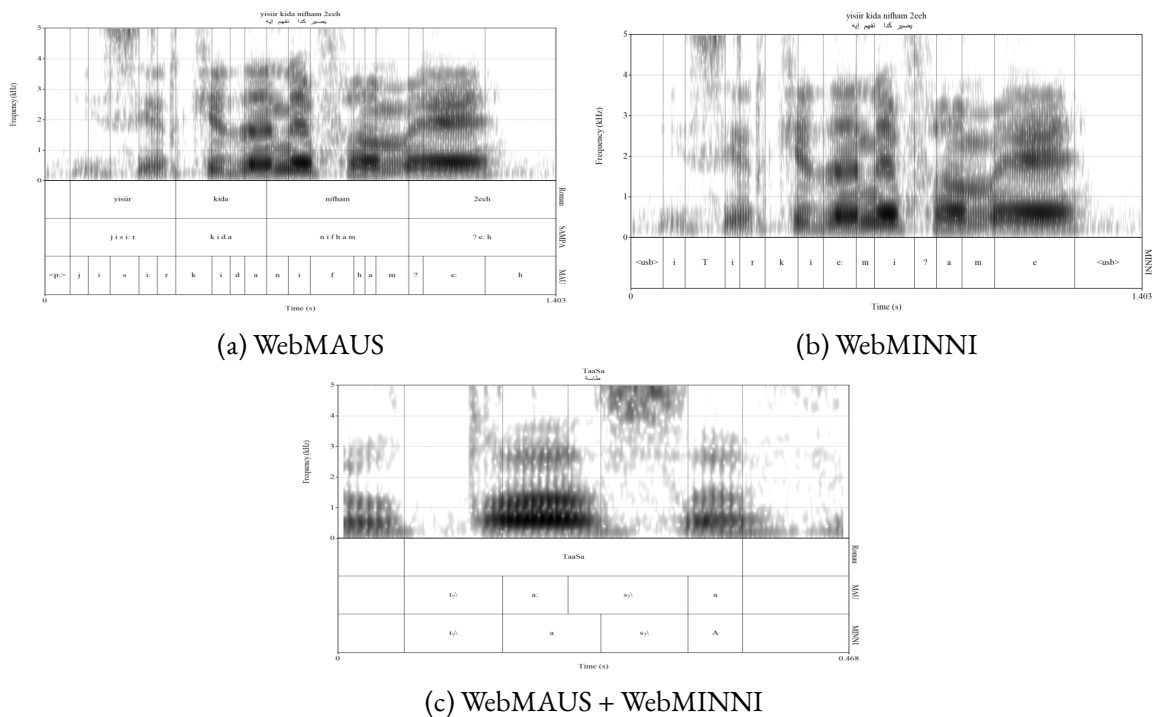 yisiir kida nifham 2eeh
يصير كدا نفهم إيه
5
4
3
2
1
0
Frequency (kHz)
yisiir kida nifham 2eeh
Roman
j i s i: r k i d a n i f h a m ? e: h
SAMPA
<p:> j i s i: r k i d a n i f h a m ? e: h
MAU
0 1.403
Time (s)
(a) WebMAUS
yisiir kida nifham 2eeh
يصير كدا نفهم إيه
5
4
3
2
1
0
Frequency (kHz)
<usb> i T i r k i e: m i ? a m e <usb>
MINNI
0 1.403
Time (s)
(b) WebMINNI
TaaSa
طاسة
5
4
3
2
1
0
Frequency (kHz)
TaaSa
Roman
t_?\ a: s_?\ a
MAU
t_?\ a s_?\ A
MINNI
0 0.468
Time (s)
(c) WebMAUS + WebMINNI